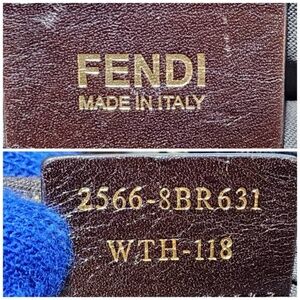 FENDI
MADE IN ITALY
2566-8BR631
WTH-118